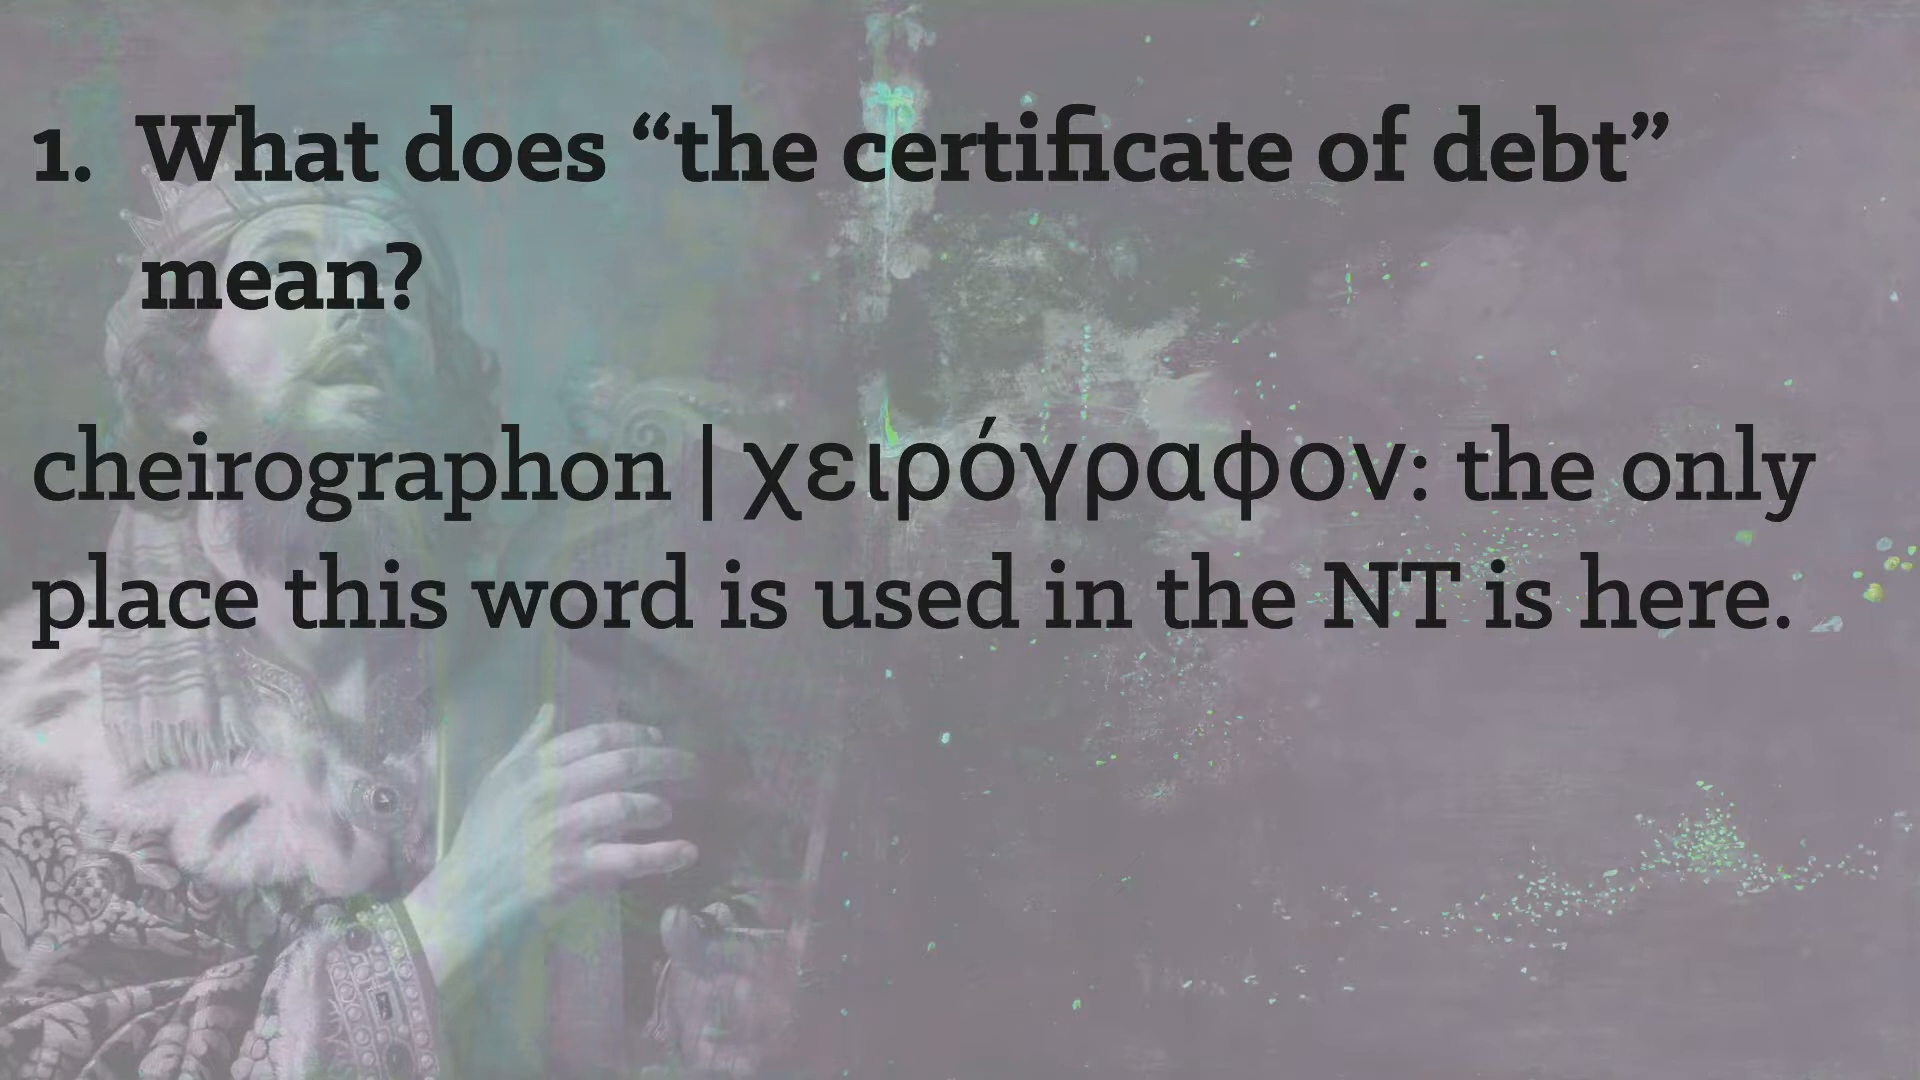 1. What does “the certificate of debt”
mean?
cheirographon | χειρόγραφον: the only
place this word is used in the NT is here.